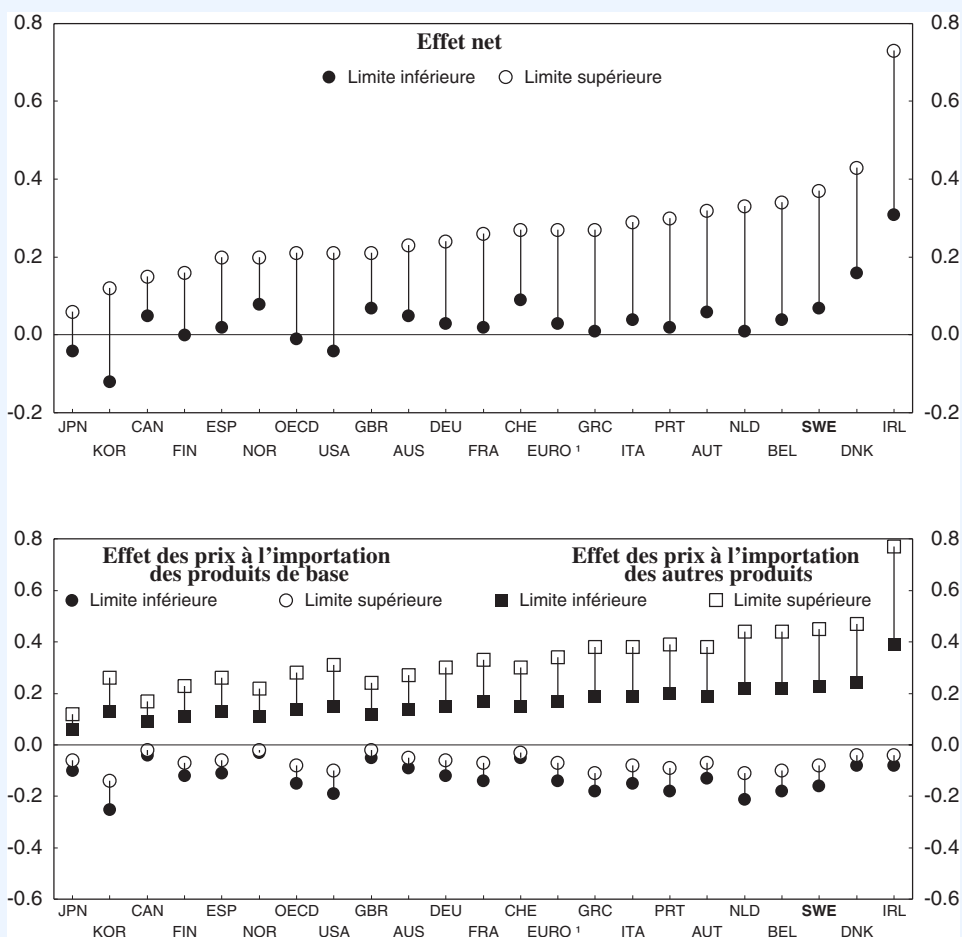 Effet net
Limite inférieure Limite supérieure
0.8 0.8
0.6 0.6
0.4 0.4
0.2 0.2
0.0 0.0
-0.2 -0.2
JPN CAN ESP OECD GBR DEU CHE GRC PRT NLD SWE IRL
KOR FIN NOR USA AUS FRA EURO ¹ ITA AUT BEL DNK
Effet des prix à l’importation
des produits de base
Effet des prix à l’importation
des autres produits
Limite inférieure Limite supérieure Limite inférieure Limite supérieure
0.8 0.8
0.6 0.6
0.4 0.4
0.2 0.2
0.0 0.0
-0.2 -0.2
-0.4 -0.4
-0.6 -0.6
JPN CAN ESP OECD GBR DEU CHE GRC PRT NLD SWE IRL
KOR FIN NOR USA AUS FRA EURO ¹ ITA AUT BEL DNK